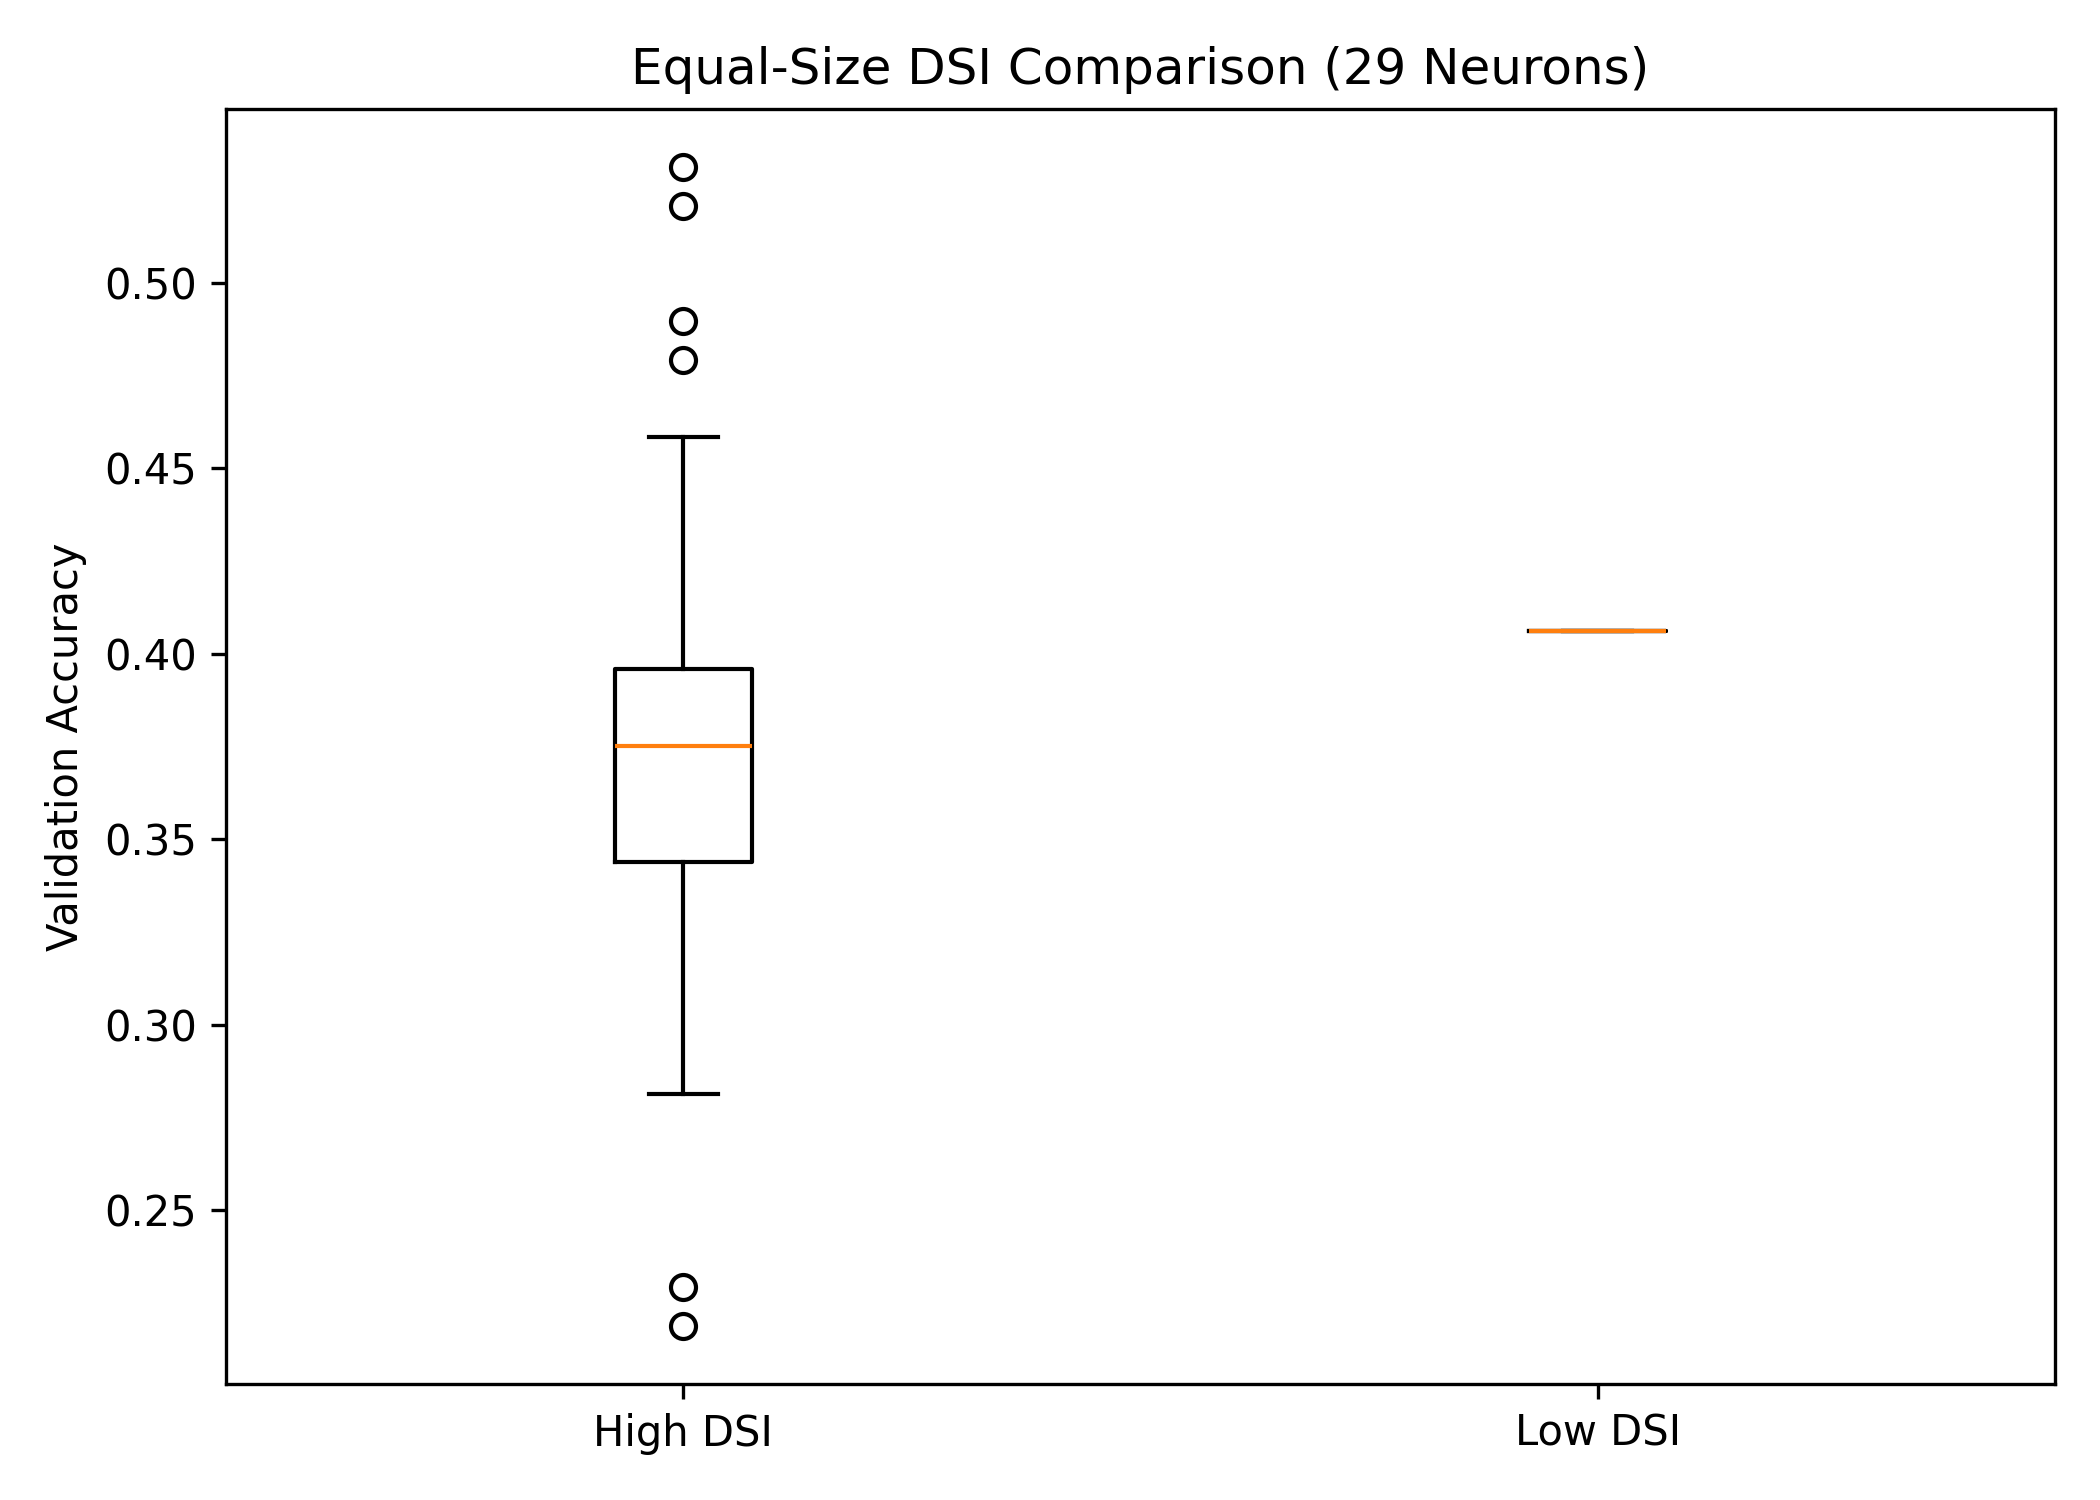 Equal-Size DSI Comparison (29 Neurons)
Validation Accuracy
0.50
0.45
0.40
0.35
0.30
0.25
High DSI
Low DSI